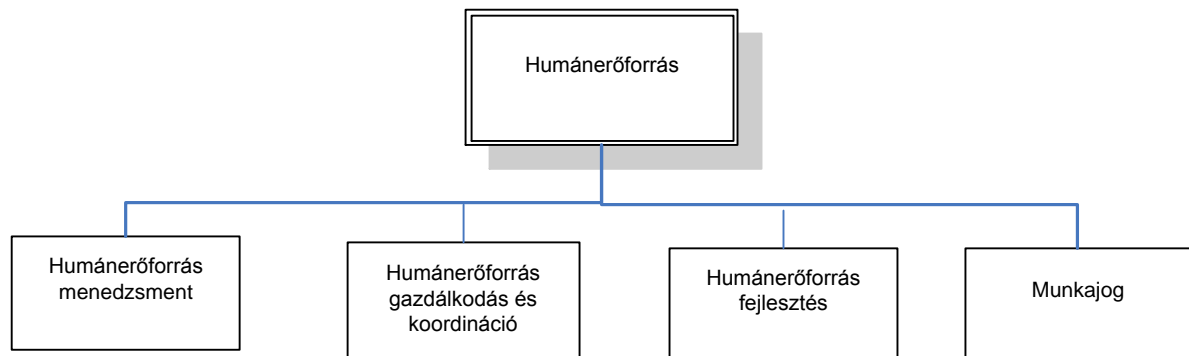 Humánerőforrás
Humánerőforrás
menedzsment
Humánerőforrás
gazdálkodás és
koordináció
Humánerőforrás
fejlesztés
Munkajog